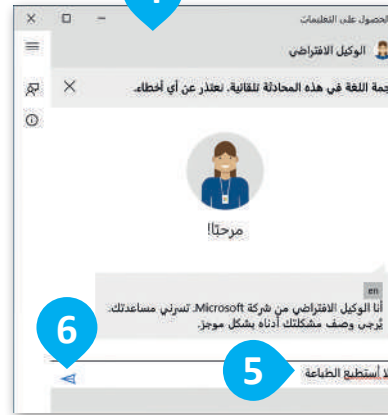 الحصول على التعليمات
الوكيل الافتراضي
اللغة في هذه المحادثة تلقائية. نعتذر عن أي أخطاء.
مرحبًا!
en
أنا الوكيل الافتراضي من شركة Microsoft. تسرني مساعدتك.
يُرجى وصف مشكلتك أدناه بشكل موجز.
6
5
لا أستطيع الطباعة